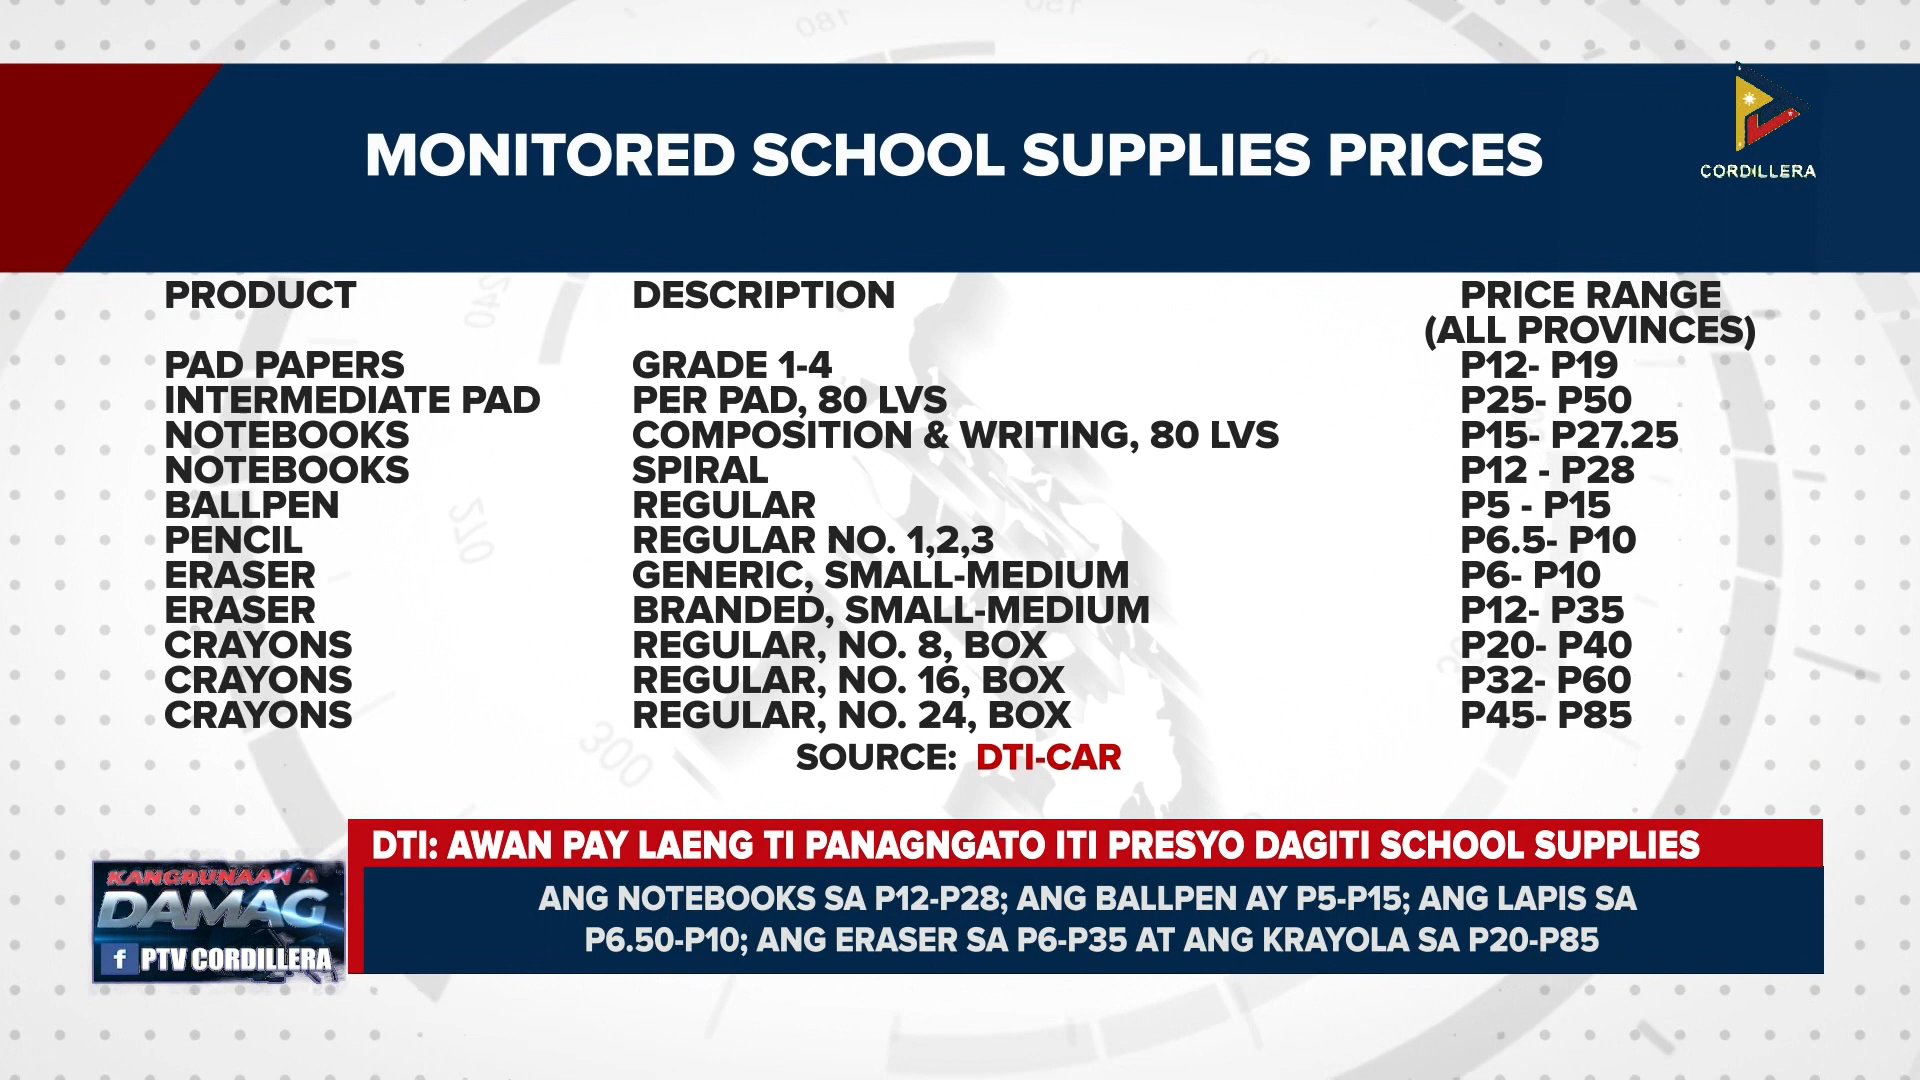 MONITORED SCHOOL SUPPLIES PRICES
CORDILLERA
PRODUCT DESCRIPTION PRICE RANGE
(ALL PROVINCES)
PAD PAPERS GRADE 1-4 P12- P19
INTERMEDIATE PAD PER PAD, 80 LVS P25- P50
NOTEBOOKS COMPOSITION & WRITING, 80 LVS P15- P27.25
NOTEBOOKS SPIRAL P12 - P28
BALLPEN REGULAR P5 - P15
PENCIL REGULAR NO. 1,2,3 P6.5- P10
ERASER GENERIC, SMALL-MEDIUM P6- P10
ERASER BRANDED, SMALL-MEDIUM P12- P35
CRAYONS REGULAR, NO. 8, BOX P20- P40
CRAYONS REGULAR, NO. 16, BOX P32- P60
CRAYONS REGULAR, NO. 24, BOX P45- P85
SOURCE: DTI-CAR
DTI: AWAN PAY LAENG TI PANAGNGATO ITI PRESYO DAGITI SCHOOL SUPPLIES
ANG NOTEBOOKS SA P12-P28; ANG BALLPEN AY P5-P15; ANG LAPIS SA
P6.50-P10; ANG ERASER SA P6-P35 AT ANG KRAYOLA SA P20-P85
KANGRUNAAN A
DAMAG
f PTV CORDILLERA
180
150
240
270
300